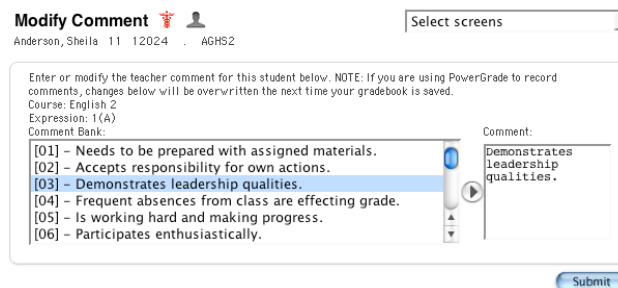 Modify Comment
Select screens
Anderson, Sheila 11 12024 . AGHS2
Enter or modify the teacher comment for this student below. NOTE: If you are using PowerGrade to record
comments, changes below will be overwritten the next time your gradebook is saved.
Course: English 2
Expression: 1(A)
Comment Bank:
[01] – Needs to be prepared with assigned materials.
[02] – Accepts responsibility for own actions.
[03] – Demonstrates leadership qualities.
[04] – Frequent absences from class are effecting grade.
[05] – Is working hard and making progress.
[06] – Participates enthusiastically.
Comment:
Demonstrates
leadership
qualities.
Submit